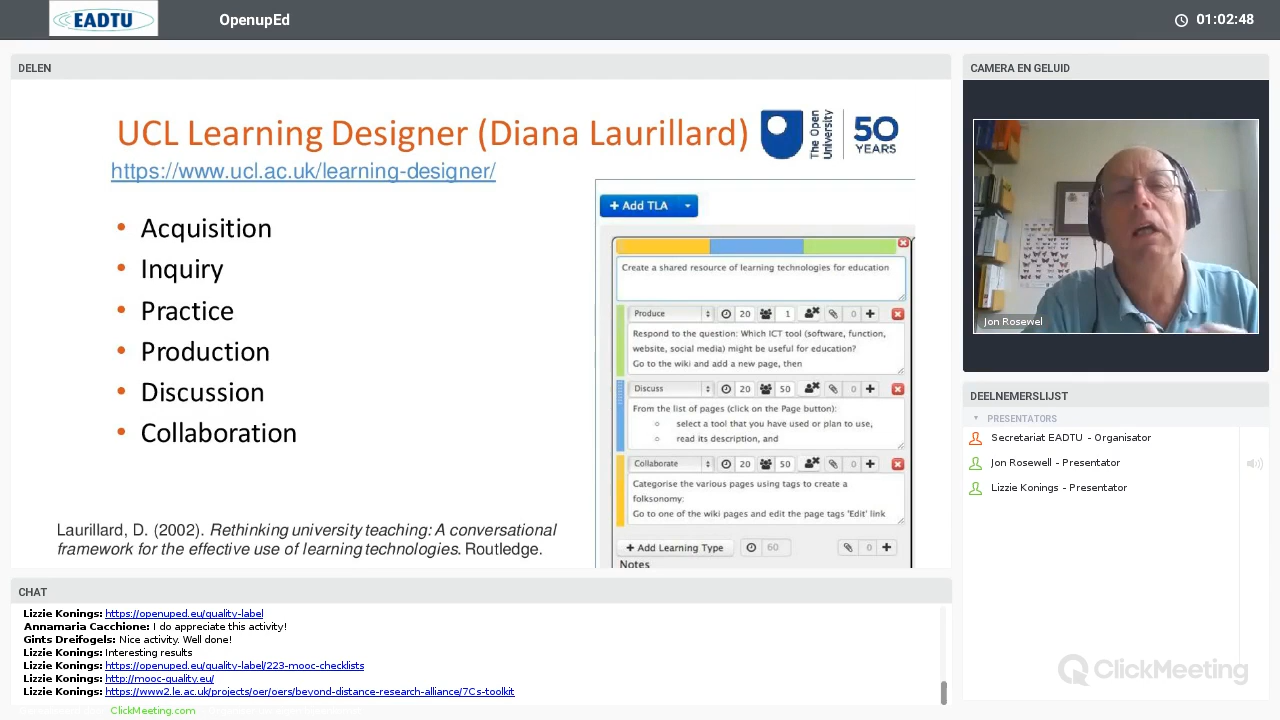 EADTU
OpenupEd
01:02:48
DELEN
UCL Learning Designer (Diana Laurillard)
The Open
University
50
YEARS
https://www.ucl.ac.uk/learning-designer/
• Acquisition
• Inquiry
• Practice
• Production
• Discussion
• Collaboration
Laurillard, D. (2002). Rethinking university teaching: A conversational
framework for the effective use of learning technologies. Routledge.
+ Add TLA
Create a shared resource of learning technologies for education
Produce 20 1 0
Respond to the question: Which ICT tool (software, function,
website, social media) might be useful for education?
Go to the wiki and add a new page, then
Discuss 20 50 0
From the list of pages (click on the Page button):
○ select a tool that you have used or plan to use,
○ read its description, and
Collaborate 20 50 0
Categorise the various pages using tags to create a
folksonomy:
Go to one of the wiki pages and edit the page tags 'Edit' link
+ Add Learning Type 60 0
Notes
CAMERA EN GELUID
Jon Rosewel
DEELNEMERSLIJST
PRESENTATORS
Secretariat EADTU - Organisator
Jon Rosewell - Presentator
Lizzie Konings - Presentator
CHAT
Lizzie Konings: https://openuped.eu/quality-label
Annamaria Cacchione: I do appreciate this activity!
Gints Dreifogels: Nice activity. Well done!
Lizzie Konings: Interesting results
Lizzie Konings: https://openuped.eu/quality-label/223-mooc-checklists
Lizzie Konings: http://mooc-quality.eu/
Lizzie Konings: https://www2.le.ac.uk/projects/oer/oers/beyond-distance-research-alliance/7Cs-toolkit
ClickMeeting.com
ClickMeeting